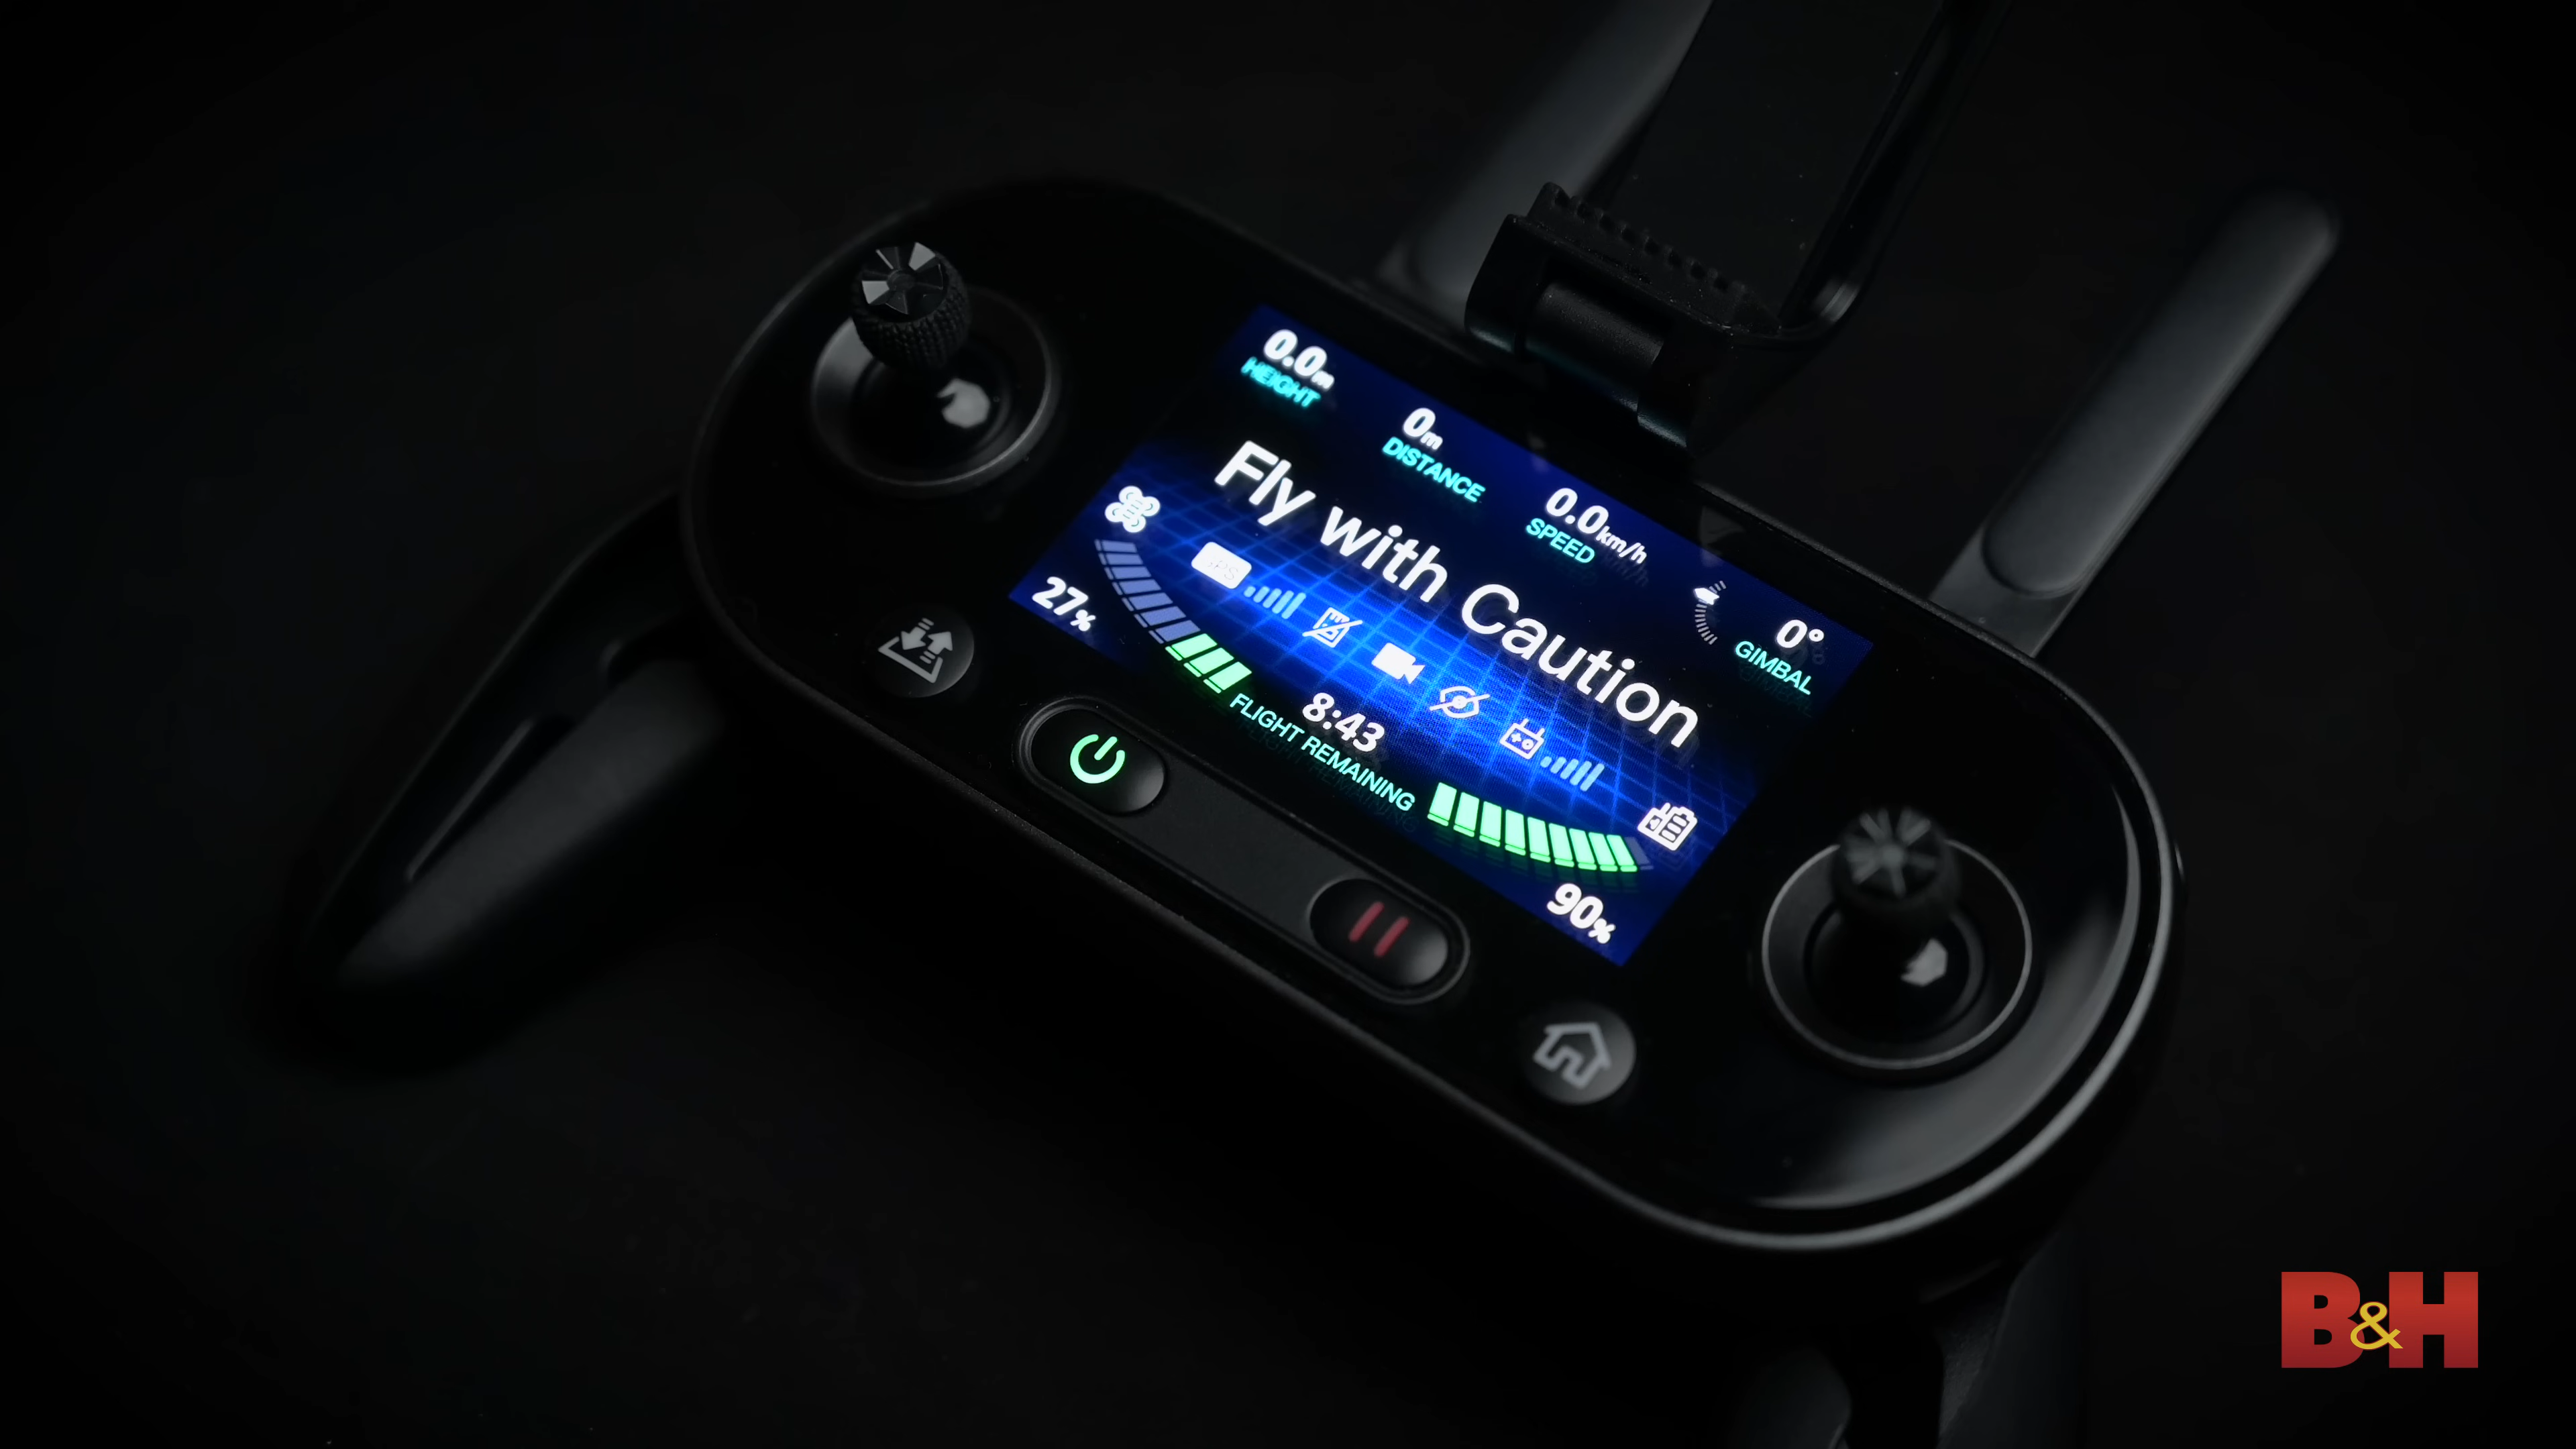 0.0m
HEIGHT
0m
DISTANCE
0.0km/h
SPEED
0°
GIMBAL
Fly with Caution
GPS
27%
8:43
FLIGHT REMAINING
90%
B&H